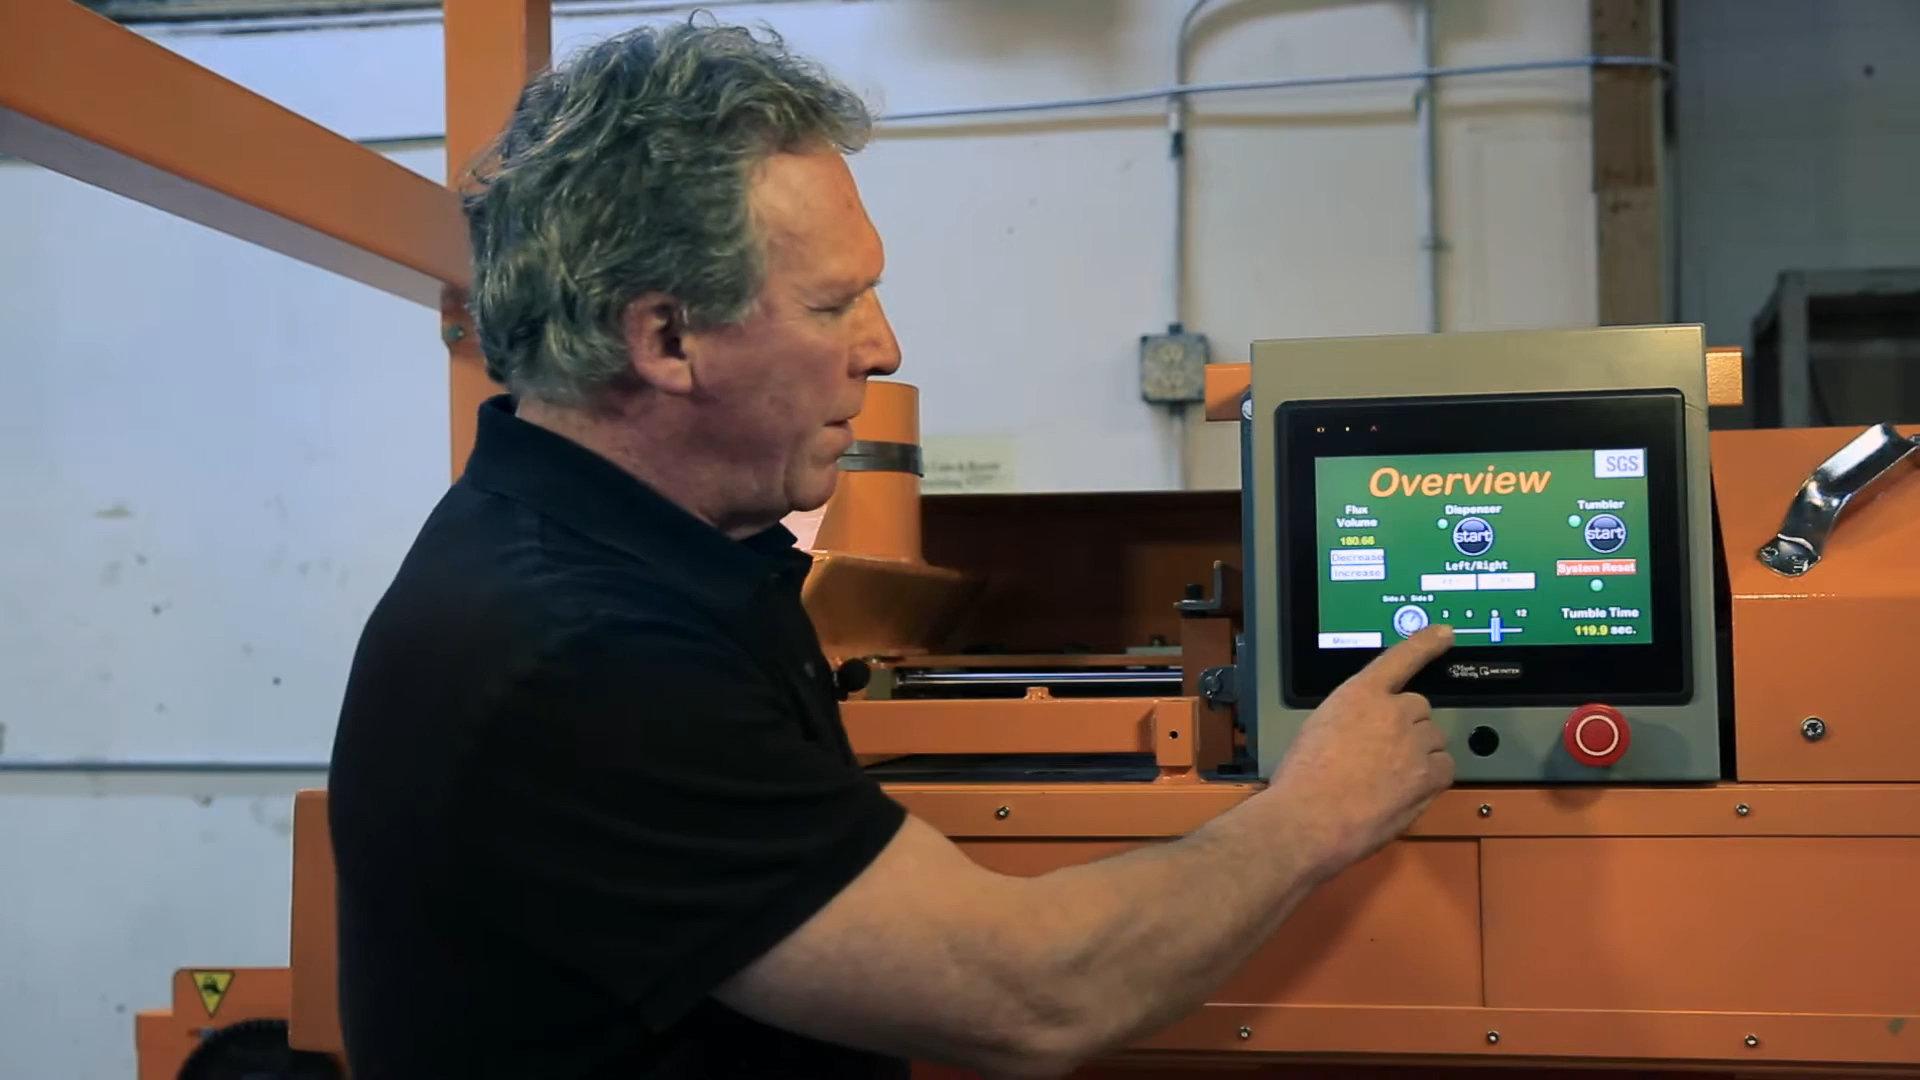 Overview
SGS
Flux
Volume
180.66
Decrease
Increase
Dispenser
start
Left/Right
Tumbler
start
System Reset
Side A Side B
3 6 9 12
Menu
Tumble Time
119.9 sec.